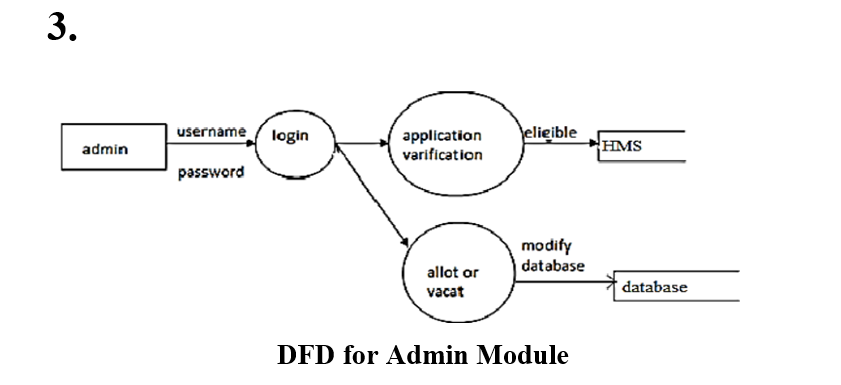 3.
admin
username
password
login
application
varification
eligible
HMS
allot or
vacat
modify
database
database
DFD for Admin Module